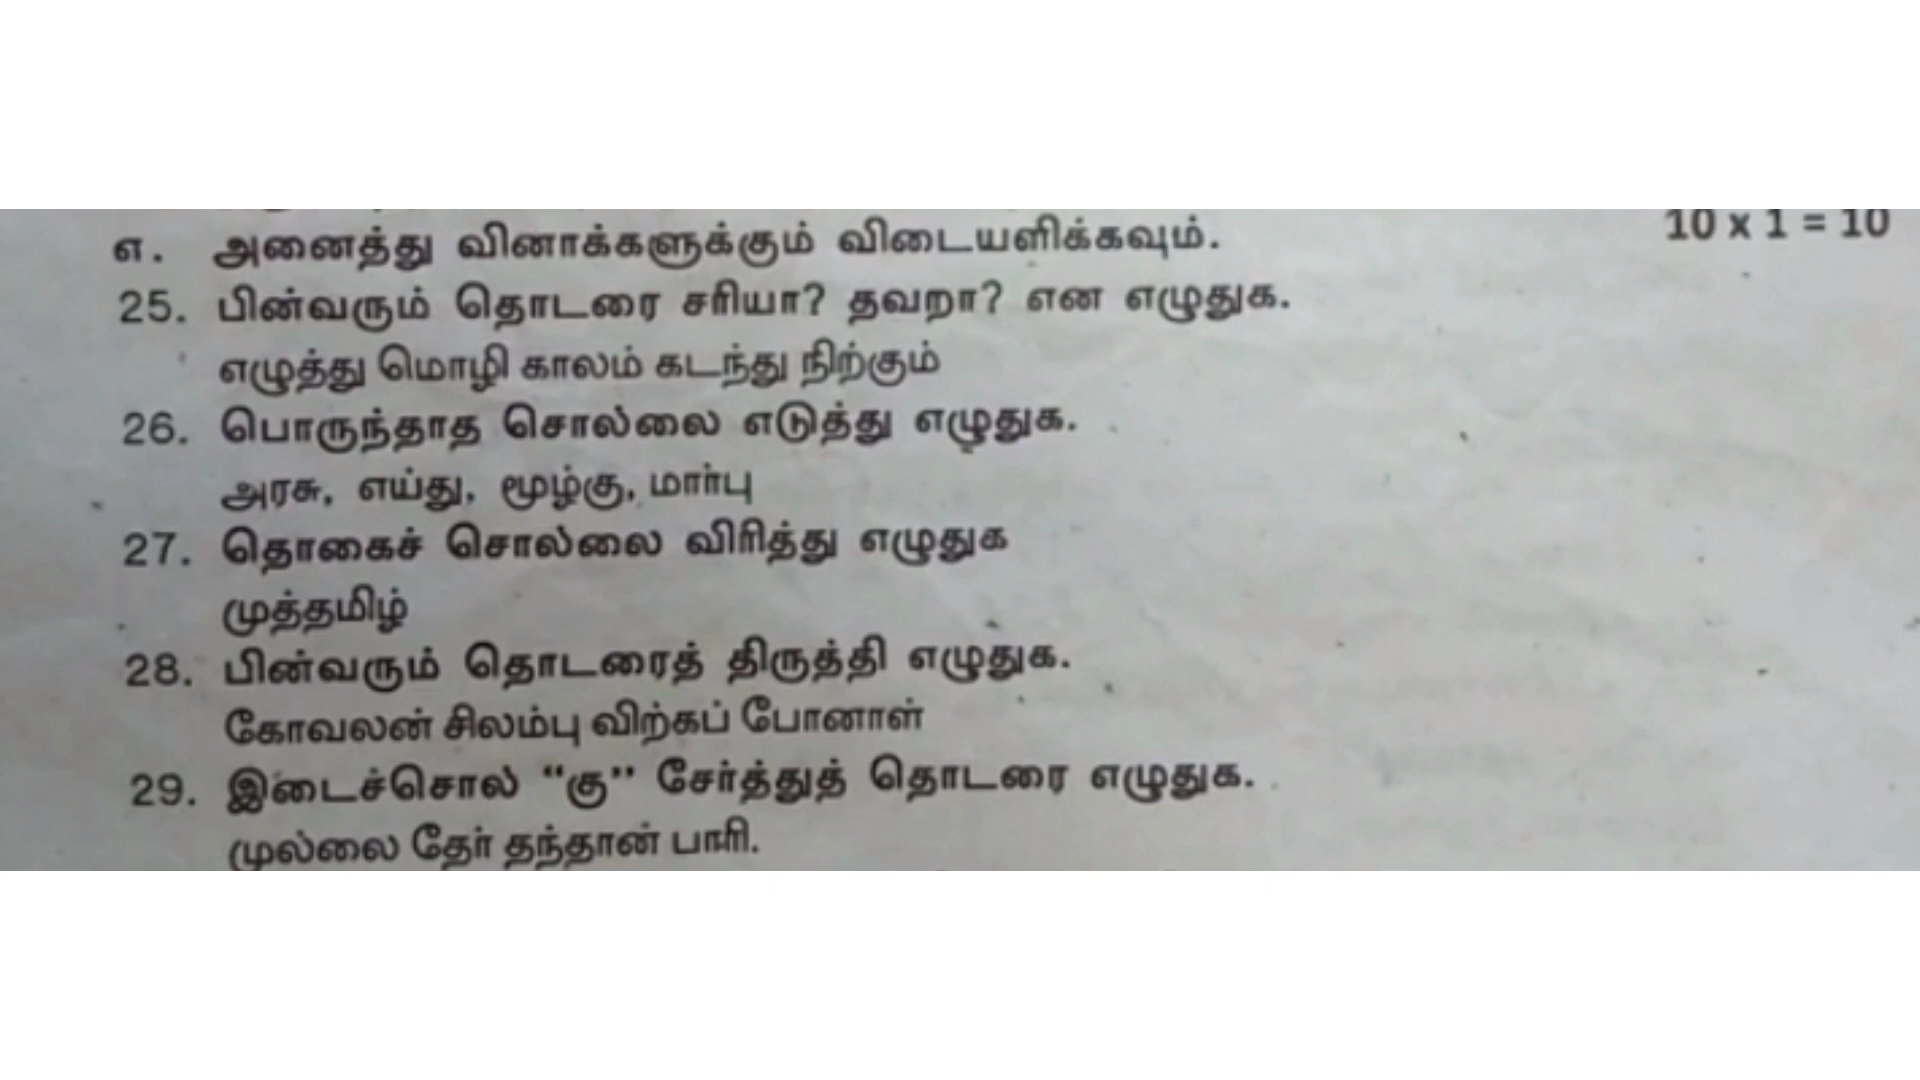 எ. அனைத்து வினாக்களுக்கும் விடையளிக்கவும். 10 x 1 = 10
25. பின்வரும் தொடரை சரியா? தவறா? என எழுதுக.
எழுத்து மொழி காலம் கடந்து நிற்கும்
26. பொருந்தாத சொல்லை எடுத்து எழுதுக.
அரசு, எய்து, மூழ்கு, மார்பு
27. தொகைச் சொல்லை விரித்து எழுதுக
முத்தமிழ்
28. பின்வரும் தொடரைத் திருத்தி எழுதுக.
கோவலன் சிலம்பு விற்கப் போனாள்
29. இடைச்சொல் “கு” சேர்த்துத் தொடரை எழுதுக.
முல்லை தேர் தந்தான் பாரி.